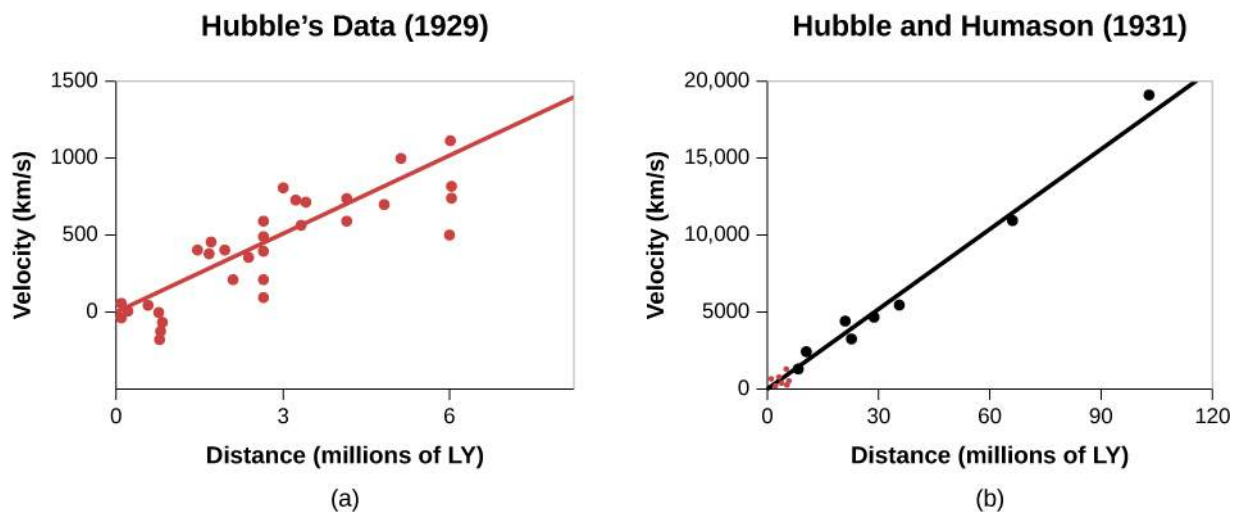 Hubble’s Data (1929)
1500
1000
500
0
Velocity (km/s)
0 3 6
Distance (millions of LY)
(a)
Hubble and Humason (1931)
20,000
15,000
10,000
5000
0
Velocity (km/s)
0 30 60 90 120
Distance (millions of LY)
(b)